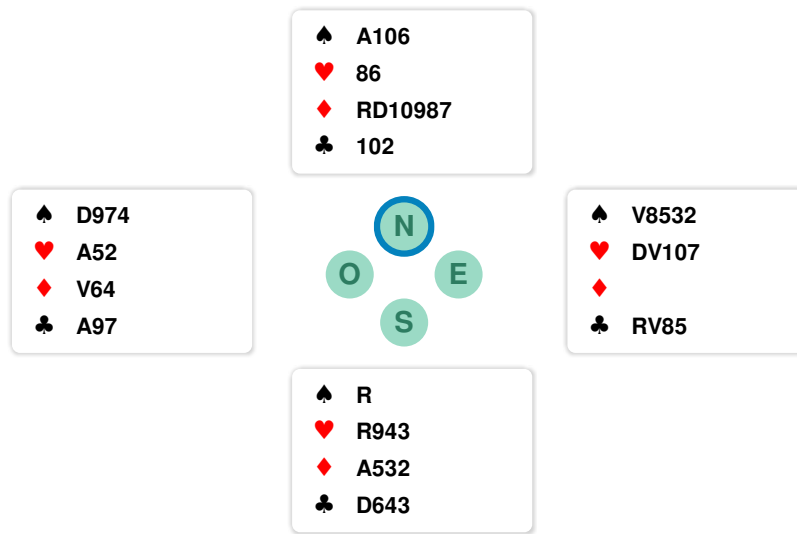 ♠ A106
♥ 86
♦ RD10987
♣ 102
♠ D974
♥ A52
♦ V64
♣ A97
N
O E
S
♠ V8532
♥ DV107
♦
♣ RV85
♠ R
♥ R943
♦ A532
♣ D643